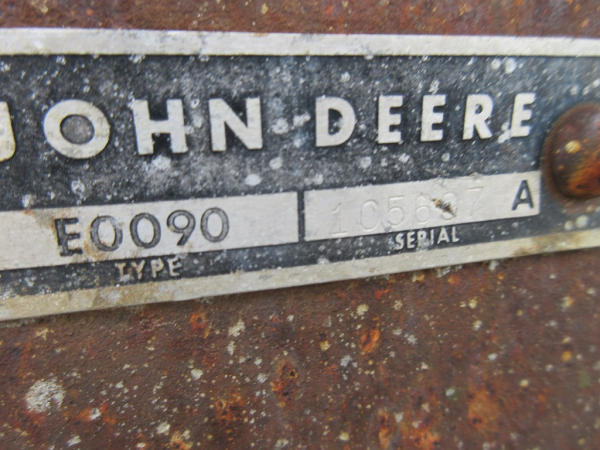 JOHN DEERE
E0090 A
TYPE SERIAL